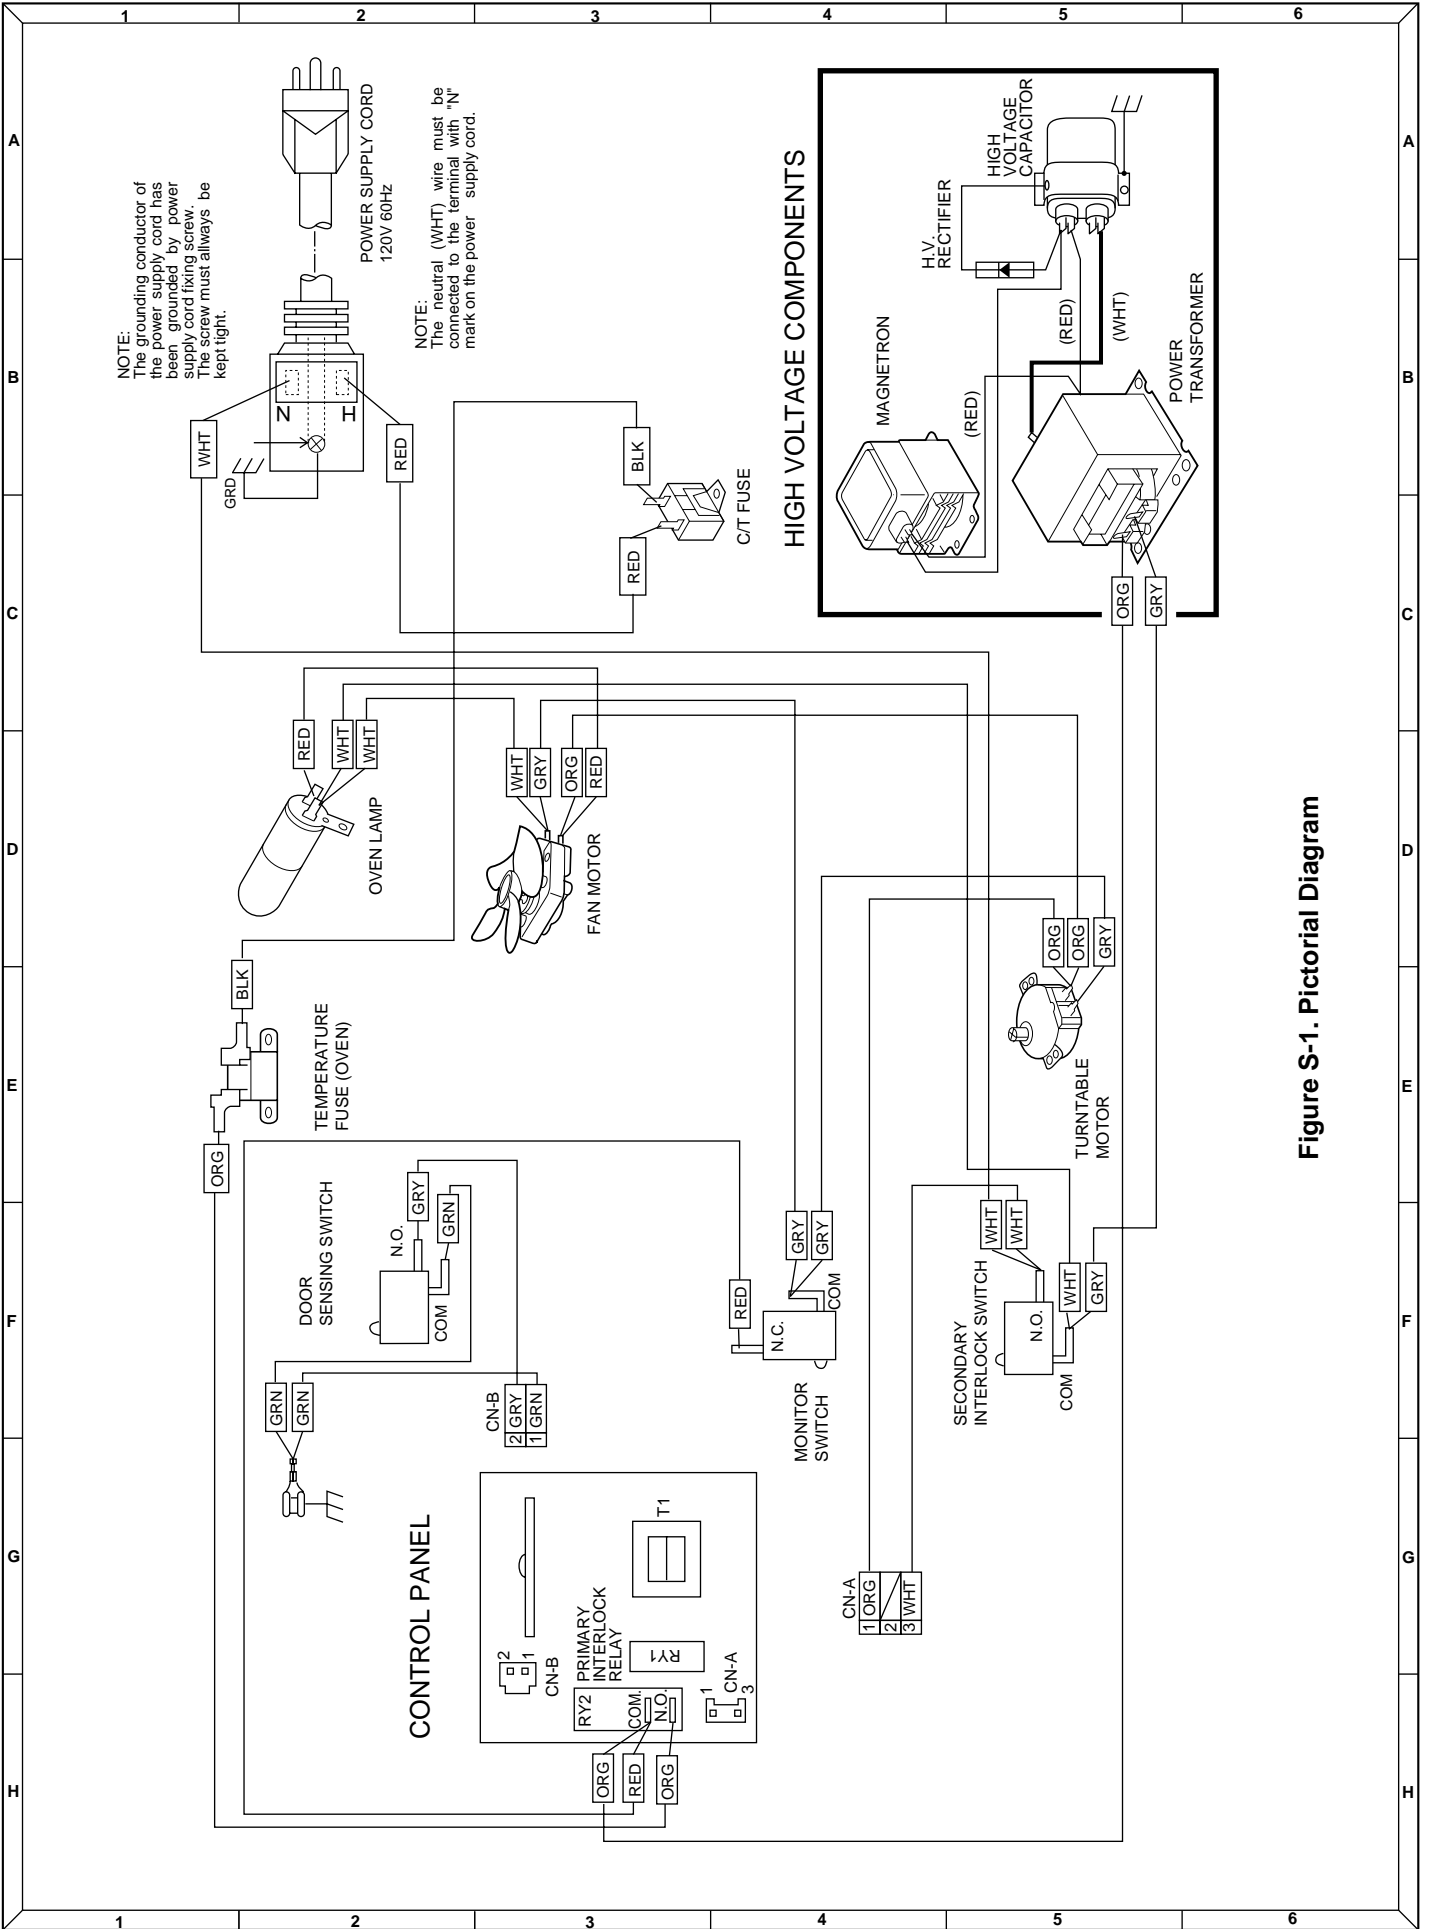 1
2
3
4
5
6
A
B
C
D
E
F
G
H
NOTE:
The grounding conductor of
the power supply cord has
been grounded by power
supply cord fixing screw.
The screw must allways be
kept tight.
POWER SUPPLY CORD
120V 60Hz
NOTE:
The neutral (WHT) wire must be
connected to the terminal with "N"
mark on the power supply cord.
N
H
WHT
RED
GRD
BLK
RED
C/T FUSE
HIGH VOLTAGE COMPONENTS
HIGH
VOLTAGE
CAPACITOR
H.V.
RECTIFIER
MAGNETRON
(RED)
(RED)
(WHT)
POWER
TRANSFORMER
ORG
GRY
RED
WHT
WHT
OVEN LAMP
WHT
GRY
ORG
RED
FAN MOTOR
BLK
TEMPERATURE
FUSE (OVEN)
ORG
ORG
ORG
GRY
TURNTABLE
MOTOR
DOOR
SENSING SWITCH
N.O.
GRY
GRN
COM
GRN
GRN
CN-B
2 GRY
1 GRN
RED
GRY
GRY
N.C.
COM
MONITOR
SWITCH
WHT
WHT
SECONDARY
INTERLOCK SWITCH
N.O.
COM
WHT
GRY
CONTROL PANEL
2
1
CN-B
T1
PRIMARY
INTERLOCK
RELAY
RY1
RY2
COM.
N.O.
1
CN-A
3
ORG
RED
ORG
CN-A
1 ORG
2
3 WHT
Figure S-1. Pictorial Diagram
A
B
C
D
E
F
G
H
1
2
3
4
5
6